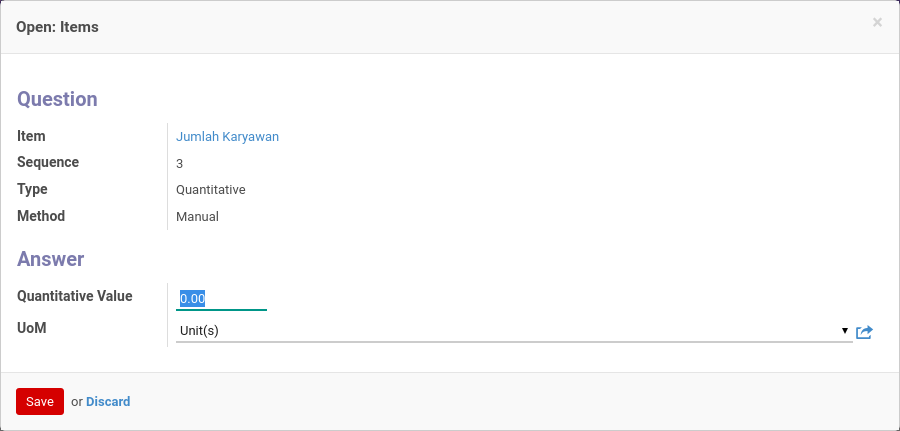 Open: Items
×
Question
Item Jumlah Karyawan
Sequence 3
Type Quantitative
Method Manual
Answer
Quantitative Value 0.00
UoM Unit(s)
Save or Discard